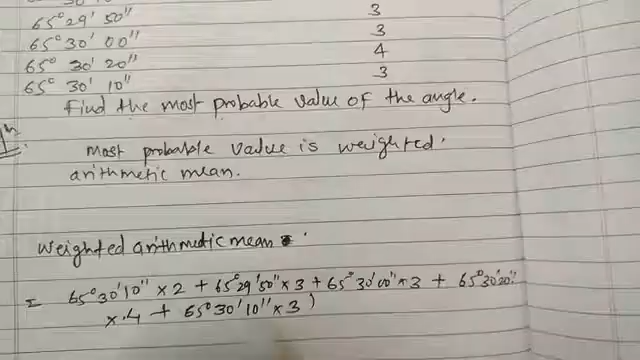 65° 29' 50" 3
65° 30' 00" 3
65° 30' 20" 4
65° 30' 10" 3
Find the most probable value of the angle.
Most probable value is weighted.
arithmetic mean.
Weighted arithmetic mean
= 65°30'10" × 2 + 65°29'50" × 3 + 65°30'00" × 3 + 65°30'20"
× 4 + 65°30'10" × 3)